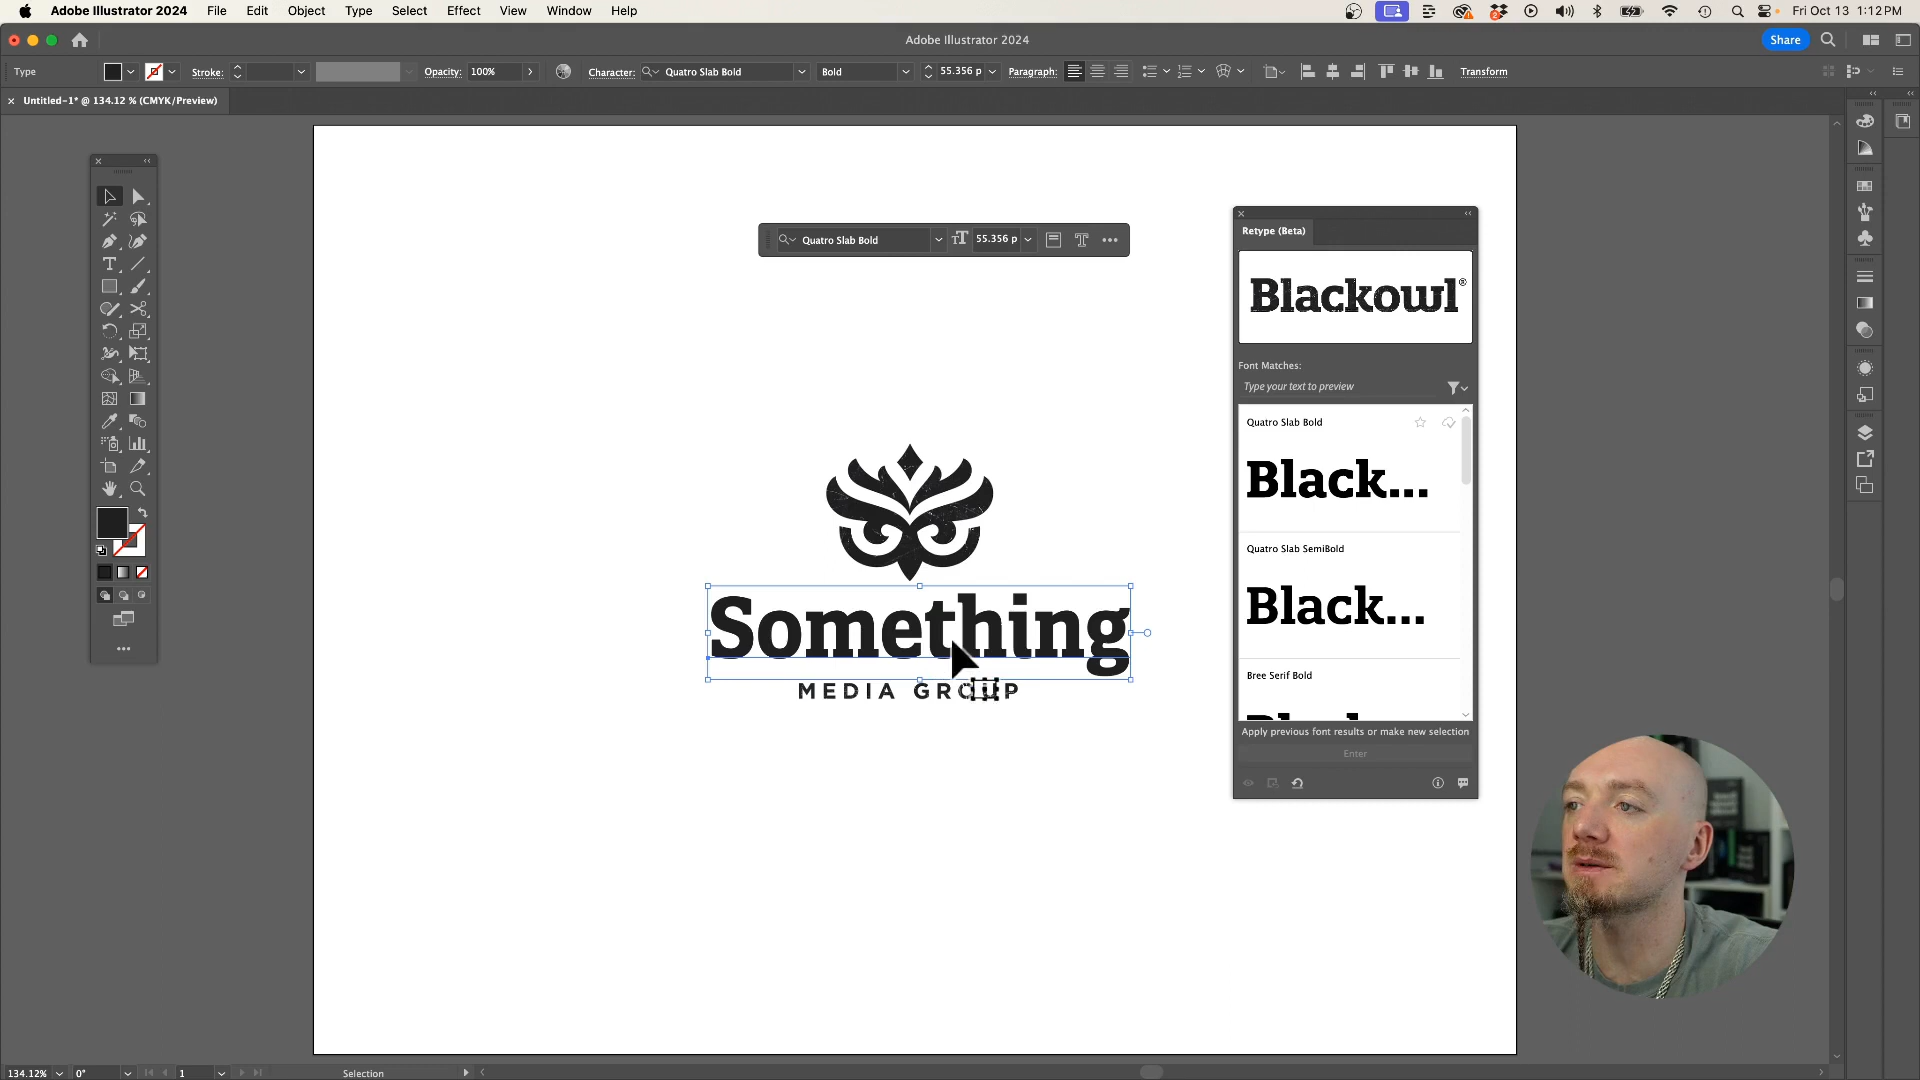 Adobe Illustrator 2024 File Edit Object Type Select Effect View Window Help
2
Fri Oct 13 1:12 PM
Adobe Illustrator 2024
Share
Type
Stroke:
Opacity: 100%
Character: Quatro Slab Bold
Bold
55.356 p
Paragraph:
Transform
Untitled-1* @ 134.12 % (CMYK/Preview)
Quatro Slab Bold
55.356 p
Something
MEDIA GROUP
Retype (Beta)
Blackowl®
Font Matches:
Type your text to preview
Quatro Slab Bold
Black...
Quatro Slab SemiBold
Black...
Bree Serif Bold
Apply previous font results or make new selection
Enter
134.12%
0°
1
Selection